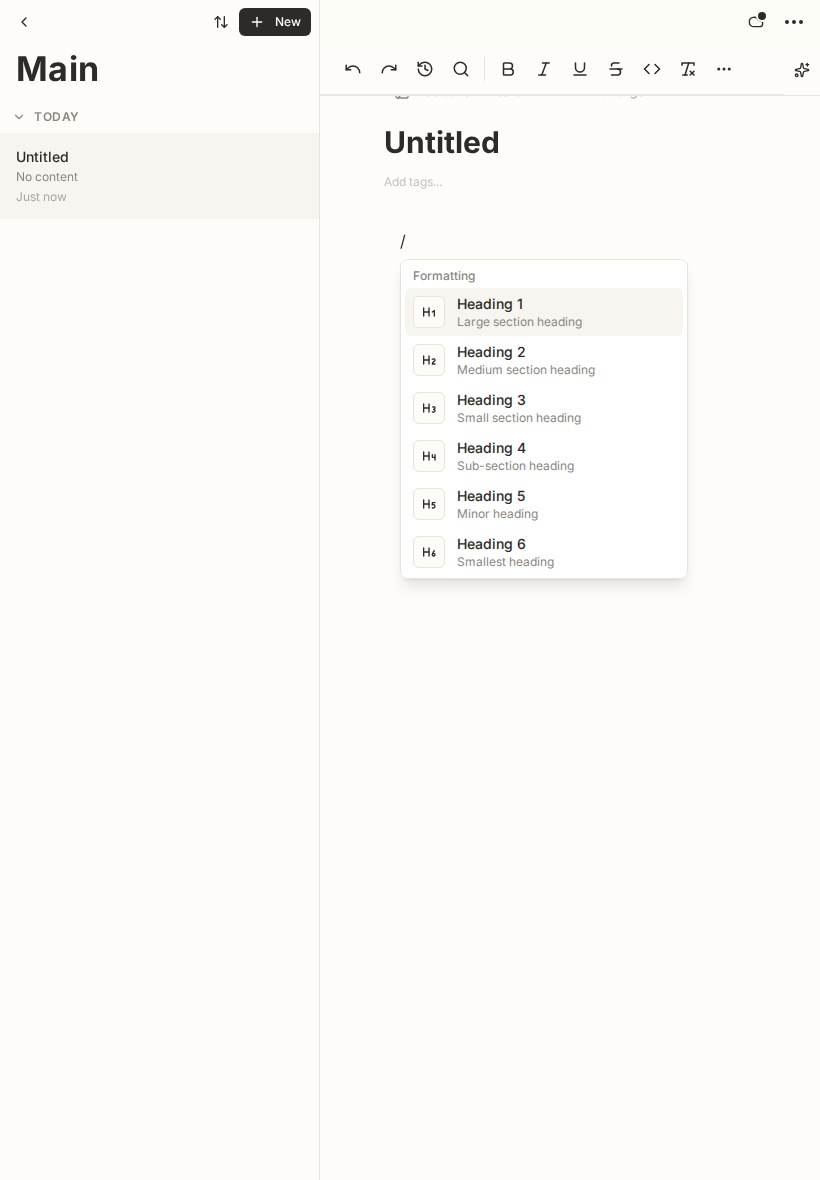 New
Main
TODAY
Untitled
No content
Just now
Untitled
Add tags...
/
Formatting
H1 Heading 1
Large section heading
H2 Heading 2
Medium section heading
H3 Heading 3
Small section heading
H4 Heading 4
Sub-section heading
H5 Heading 5
Minor heading
H6 Heading 6
Smallest heading